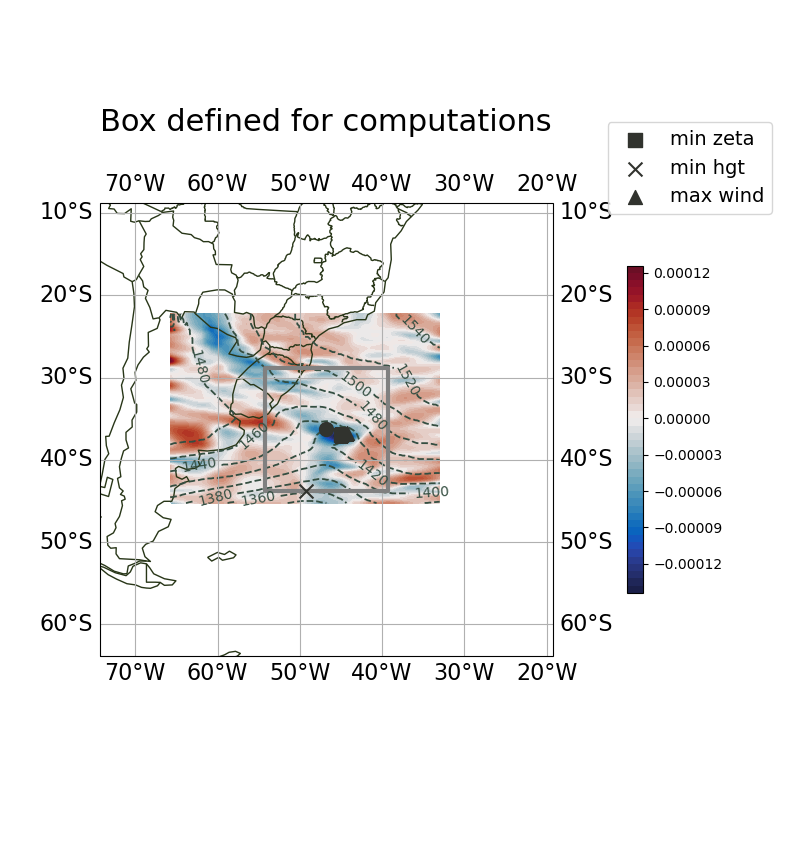 Box defined for computations
min zeta
min hgt
max wind
70°W 60°W 50°W 40°W 30°W 20°W
10°S 10°S
20°S 20°S
30°S 30°S
40°S 40°S
50°S 50°S
60°S 60°S
70°W 60°W 50°W 40°W 30°W 20°W
1540
1480
1520
1500
1480
1460
1440
1420
1380
1360
1400
0.00012
0.00009
0.00006
0.00003
0.00000
−0.00003
−0.00006
−0.00009
−0.00012